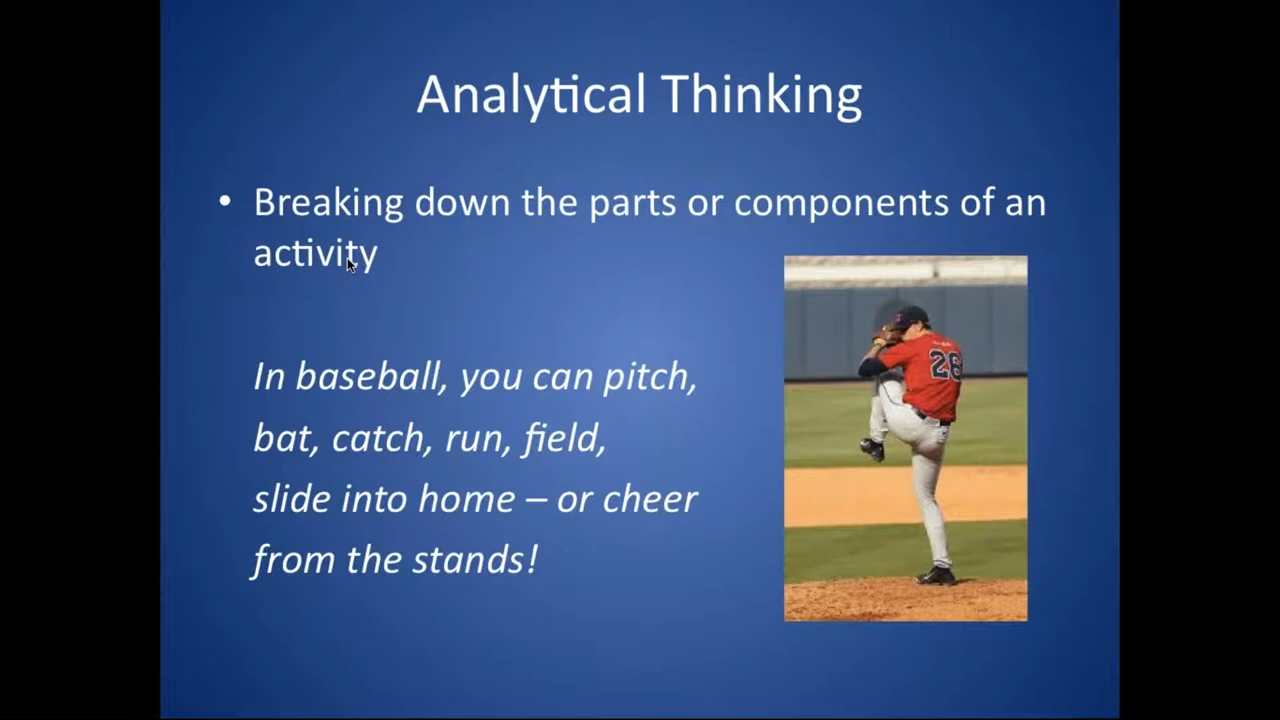 Analytical Thinking
• Breaking down the parts or components of an
activity
In baseball, you can pitch,
bat, catch, run, field,
slide into home – or cheer
from the stands!
26